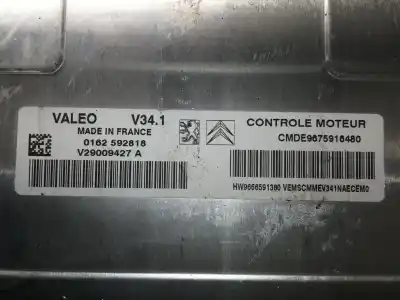 VALEO V34.1
MADE IN FRANCE
0162 592818
V29009427 A
CONTROLE MOTEUR
CMDE9675916480
HW9666591380 VEMSCMMEV341NAECEM0